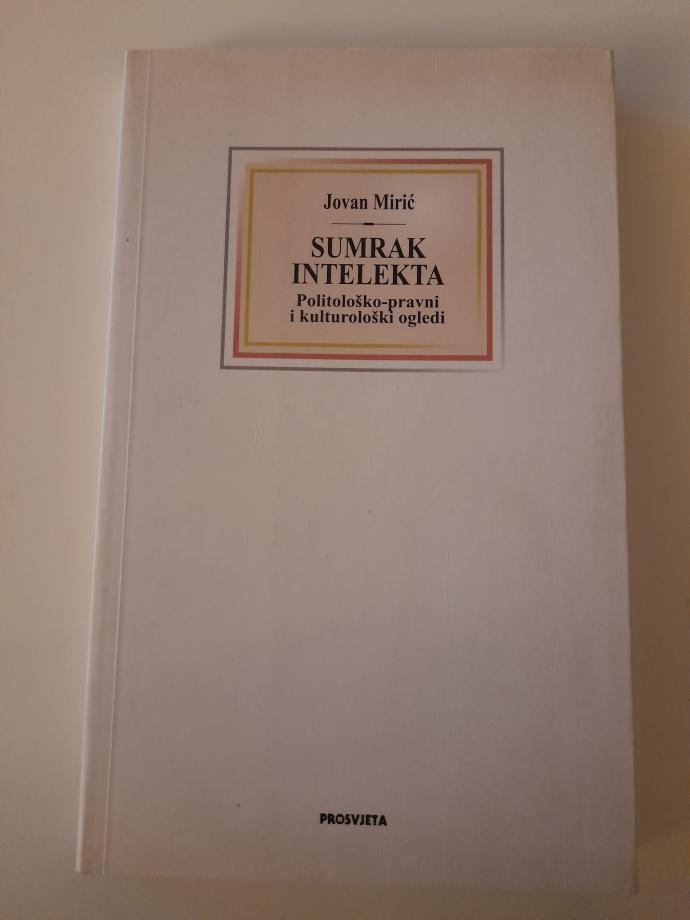 Jovan Mirić
SUMRAK
INTELEKTA
Politološko-pravni
i kulturološki ogledi
PROSVJETA